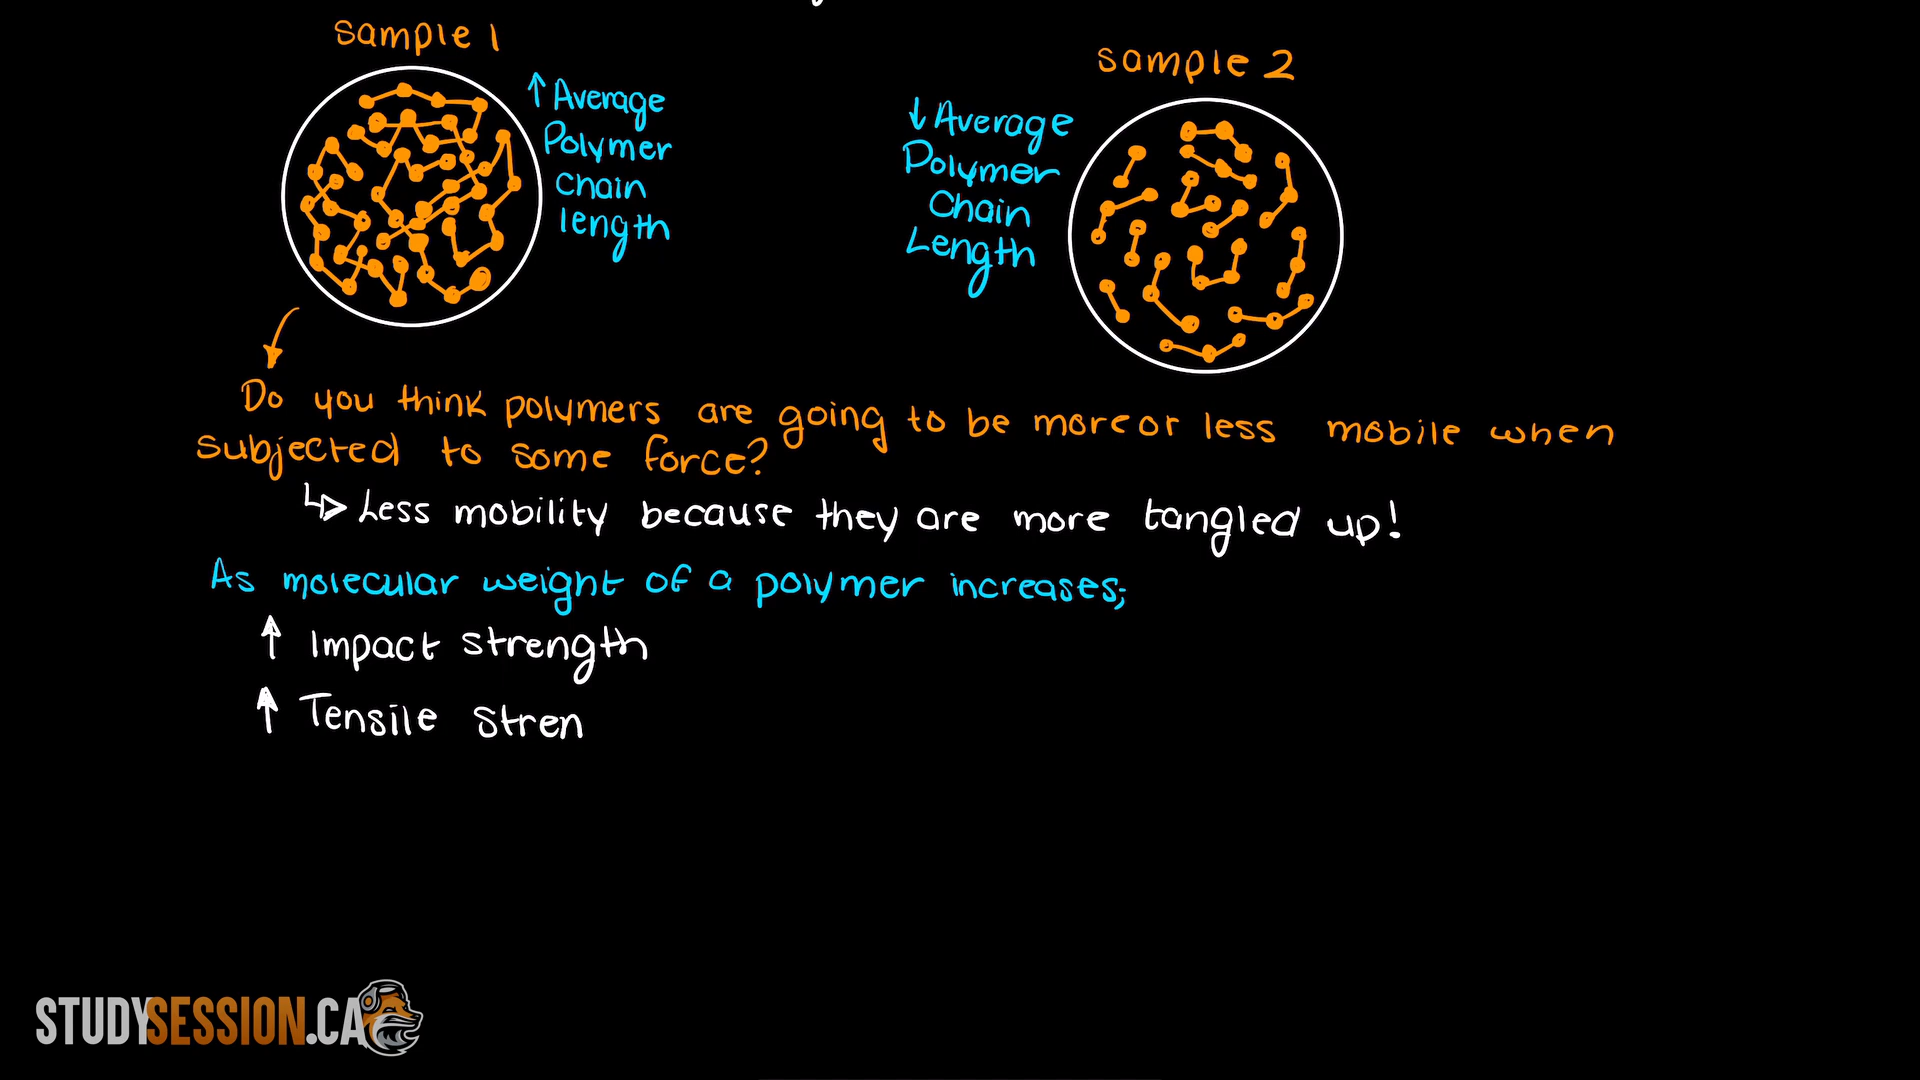 sample 1
↑ Average
Polymer
chain
length
sample 2
↓ Average
Polymer
Chain
Length
Do you think polymers are going to be more or less mobile when
subjected to some force?
↳ Less mobility because they are more tangled up!
As molecular weight of a polymer increases;
↑ Impact strength
↑ Tensile stren
STUDYSESSION.CA